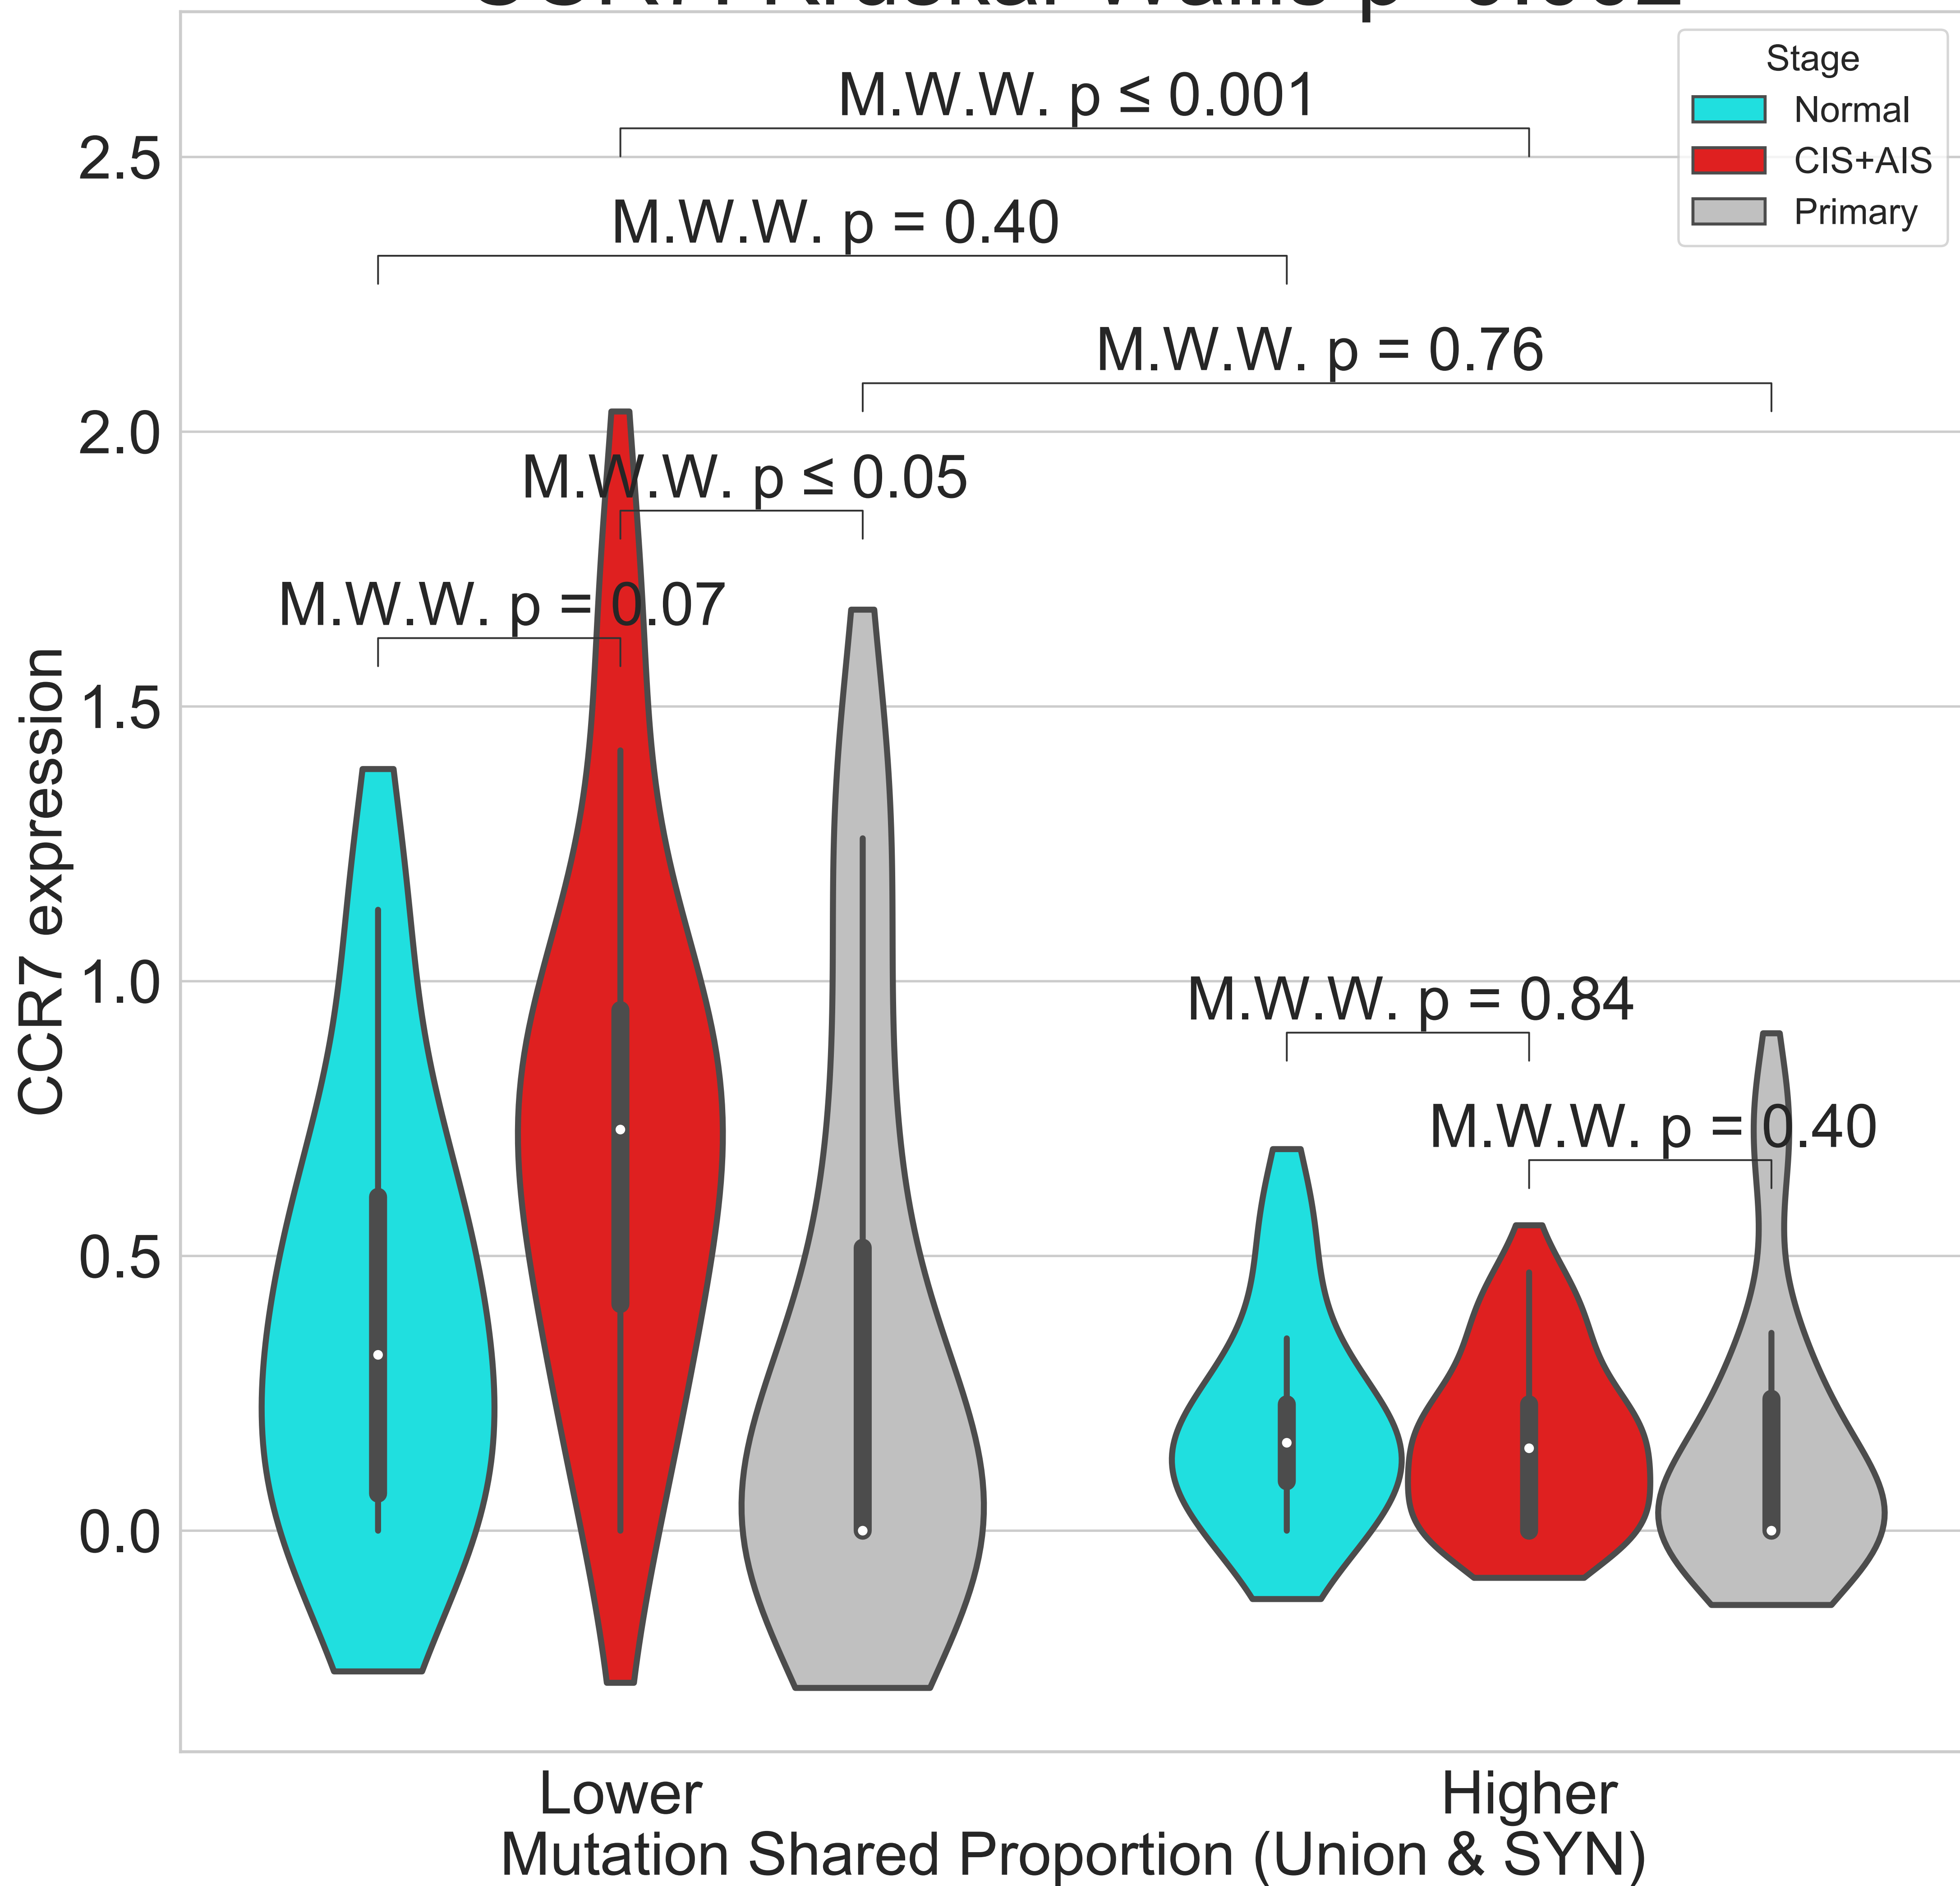 Stage
Normal
CIS+AIS
Primary
M.W.W. p ≤ 0.001
M.W.W. p = 0.40
M.W.W. p = 0.76
M.W.W. p ≤ 0.05
M.W.W. p = 0.07
M.W.W. p = 0.84
M.W.W. p = 0.40
CCR7 expression
2.5
2.0
1.5
1.0
0.5
0.0
Lower
Higher
Mutation Shared Proportion (Union & SYN)